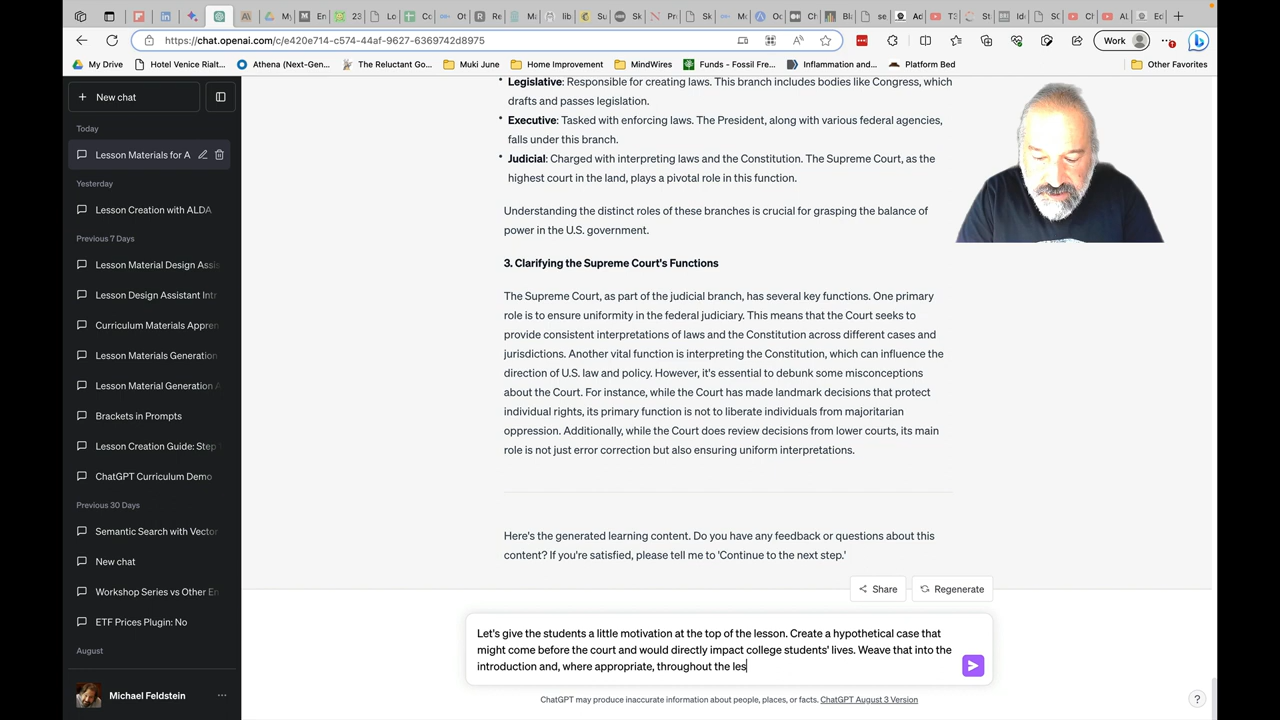 https://chat.openai.com/c/e420e714-c574-44af-9627-6369742d8975
Work
My Drive
Hotel Venice Rialt...
Athena (Next-Gen...
The Reluctant Go...
Muki June
Home Improvement
MindWires
Funds - Fossil Fre...
Inflammation and...
Platform Bed
Other Favorites
New chat
Today
Lesson Materials for A
Yesterday
Lesson Creation with ALDA
Previous 7 Days
Lesson Material Design Assis
Lesson Design Assistant Intr
Curriculum Materials Appren
Lesson Materials Generation
Lesson Material Generation A
Brackets in Prompts
Lesson Creation Guide: Step
ChatGPT Curriculum Demo
Previous 30 Days
Semantic Search with Vector
New chat
Workshop Series vs Other En
ETF Prices Plugin: No
August
Michael Feldstein
Legislative: Responsible for creating laws. This branch includes bodies like Congress, which
drafts and passes legislation.
Executive: Tasked with enforcing laws. The President, along with various federal agencies,
falls under this branch.
Judicial: Charged with interpreting laws and the Constitution. The Supreme Court, as the
highest court in the land, plays a pivotal role in this function.
Understanding the distinct roles of these branches is crucial for grasping the balance of
power in the U.S. government.
3. Clarifying the Supreme Court's Functions
The Supreme Court, as part of the judicial branch, has several key functions. One primary
role is to ensure uniformity in the federal judiciary. This means that the Court seeks to
provide consistent interpretations of laws and the Constitution across different cases and
jurisdictions. Another vital function is interpreting the Constitution, which can influence the
direction of U.S. law and policy. However, it's essential to debunk some misconceptions
about the Court. For instance, while the Court has made landmark decisions that protect
individual rights, its primary function is not to liberate individuals from majoritarian
oppression. Additionally, while the Court does review decisions from lower courts, its main
role is not just error correction but also ensuring uniform interpretations.
Here's the generated learning content. Do you have any feedback or questions about this
content? If you're satisfied, please tell me to 'Continue to the next step.'
Share
Regenerate
Let's give the students a little motivation at the top of the lesson. Create a hypothetical case that
might come before the court and would directly impact college students' lives. Weave that into the
introduction and, where appropriate, throughout the les
ChatGPT may produce inaccurate information about people, places, or facts. ChatGPT August 3 Version
?